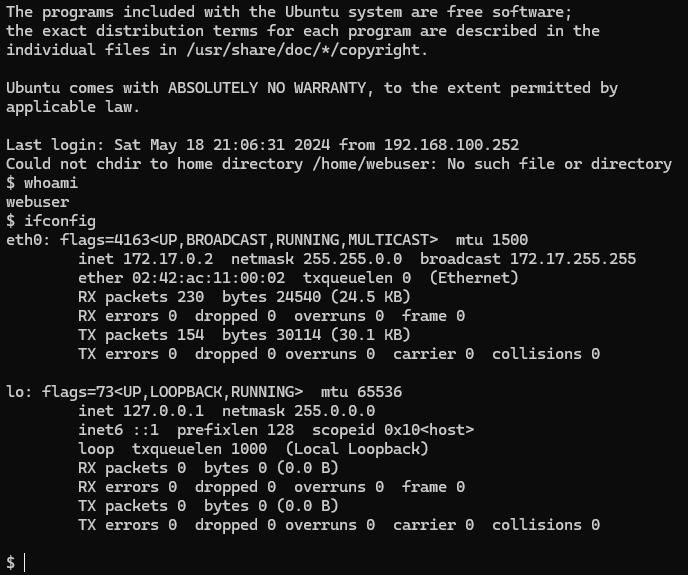 The programs included with the Ubuntu system are free software;
the exact distribution terms for each program are described in the
individual files in /usr/share/doc/*/copyright.

Ubuntu comes with ABSOLUTELY NO WARRANTY, to the extent permitted by
applicable law.

Last login: Sat May 18 21:06:31 2024 from 192.168.100.252
Could not chdir to home directory /home/webuser: No such file or directory
$ whoami
webuser
$ ifconfig
eth0: flags=4163<UP,BROADCAST,RUNNING,MULTICAST>  mtu 1500
        inet 172.17.0.2  netmask 255.255.0.0  broadcast 172.17.255.255
        ether 02:42:ac:11:00:02  txqueuelen 0  (Ethernet)
        RX packets 230  bytes 24540 (24.5 KB)
        RX errors 0  dropped 0  overruns 0  frame 0
        TX packets 154  bytes 30114 (30.1 KB)
        TX errors 0  dropped 0 overruns 0  carrier 0  collisions 0

lo: flags=73<UP,LOOPBACK,RUNNING>  mtu 65536
        inet 127.0.0.1  netmask 255.0.0.0
        inet6 ::1  prefixlen 128  scopeid 0x10<host>
        loop  txqueuelen 1000  (Local Loopback)
        RX packets 0  bytes 0 (0.0 B)
        RX errors 0  dropped 0  overruns 0  frame 0
        TX packets 0  bytes 0 (0.0 B)
        TX errors 0  dropped 0 overruns 0  carrier 0  collisions 0

$